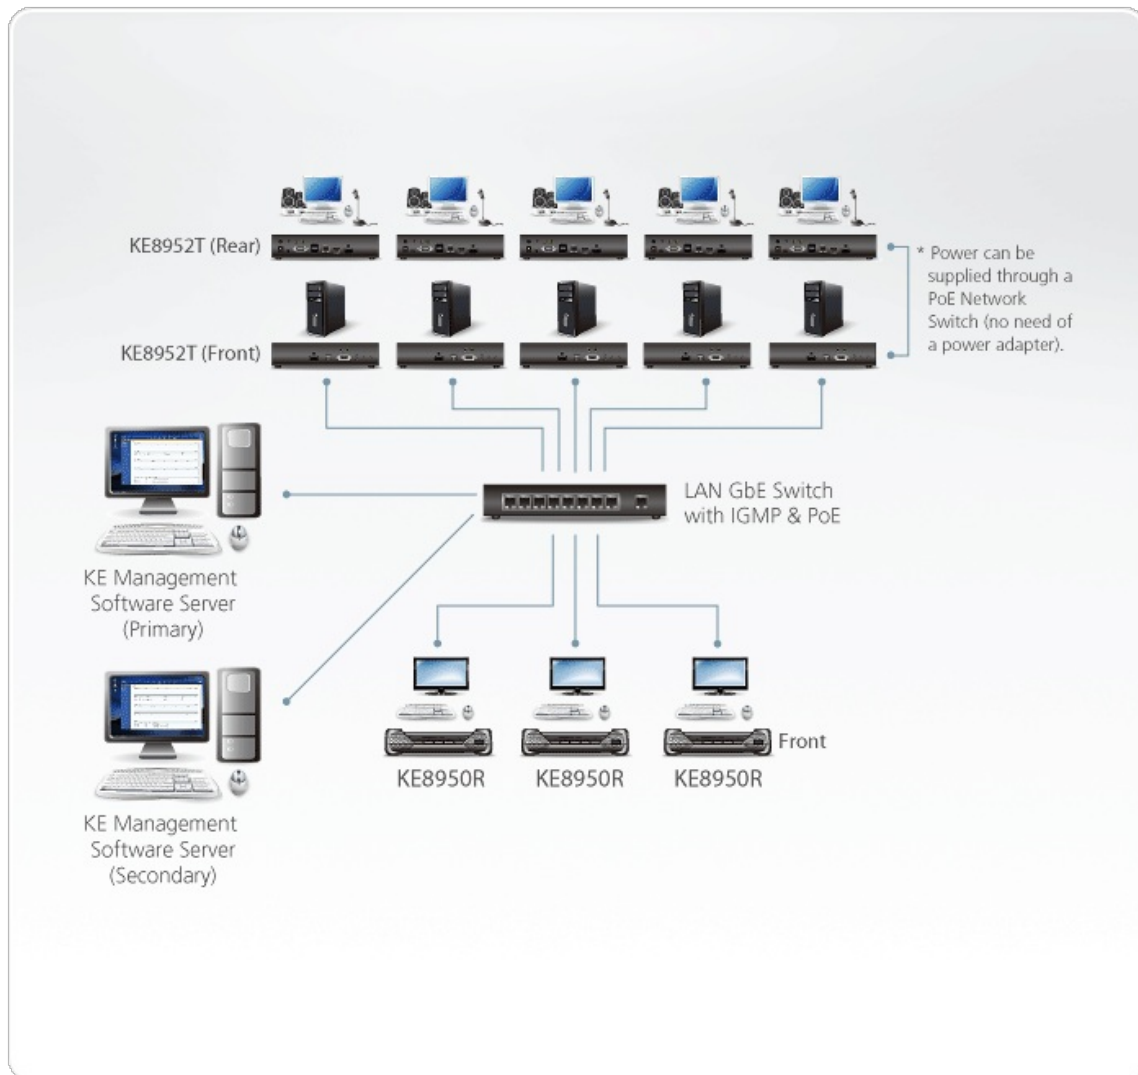 KE8952T (Rear)
* Power can be
supplied through a
PoE Network
Switch (no need of
a power adapter).
KE8952T (Front)
LAN GbE Switch
with IGMP & PoE
KE Management
Software Server
(Primary)
Front
KE8950R
KE8950R
KE8950R
KE Management
Software Server
(Secondary)